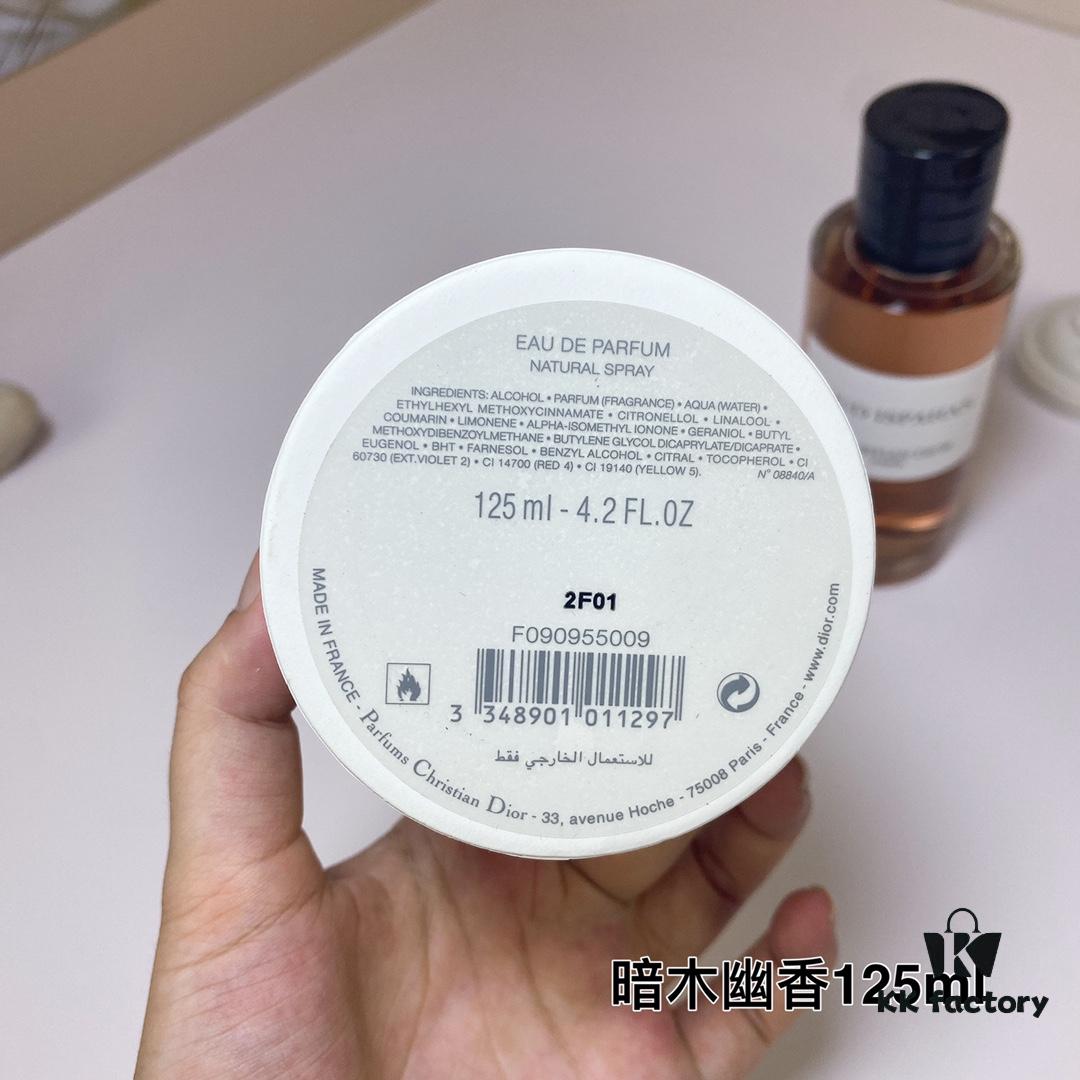 EAU DE PARFUM
NATURAL SPRAY
INGREDIENTS: ALCOHOL • PARFUM (FRAGRANCE) • AQUA (WATER) •
ETHYLHEXYL METHOXYCINNAMATE • CITRONELLOL • LINALOOL •
COUMARIN • LIMONENE • ALPHA-ISOMETHYL IONONE • GERANIOL • BUTYL
METHOXYDIBENZOYLMETHANE • BUTYLENE GLYCOL DICAPRYLATE/DICAPRATE •
EUGENOL • BHT • FARNESOL • BENZYL ALCOHOL • CITRAL • TOCOPHEROL • CI
60730 (EXT.VIOLET 2) • CI 14700 (RED 4) • CI 19140 (YELLOW 5).
N° 08840/A
125 ml - 4.2 FL.OZ
2F01
F090955009
3 348901 011297
للاستعمال الخارجي فقط
MADE IN FRANCE - Parfums Christian Dior - 33, avenue Hoche - 75008 Paris - France - www.dior.com
ISPAHAN
暗木幽香125ml
K
KK factory